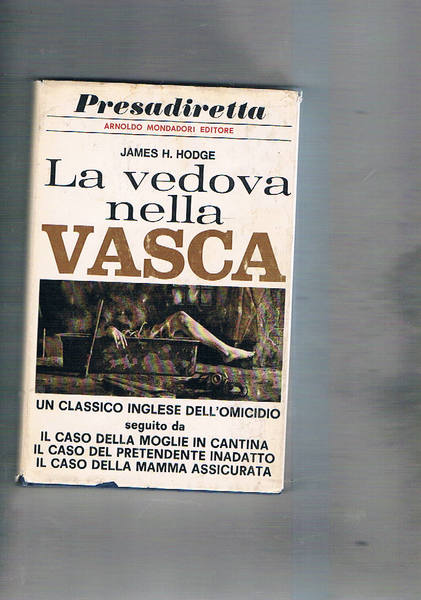 Presadiretta
ARNOLDO MONDADORI EDITORE
JAMES H. HODGE
La vedova
nella
VASCA
UN CLASSICO INGLESE DELL'OMICIDIO
seguito da
IL CASO DELLA MOGLIE IN CANTINA
IL CASO DEL PRETENDENTE INADATTO
IL CASO DELLA MAMMA ASSICURATA